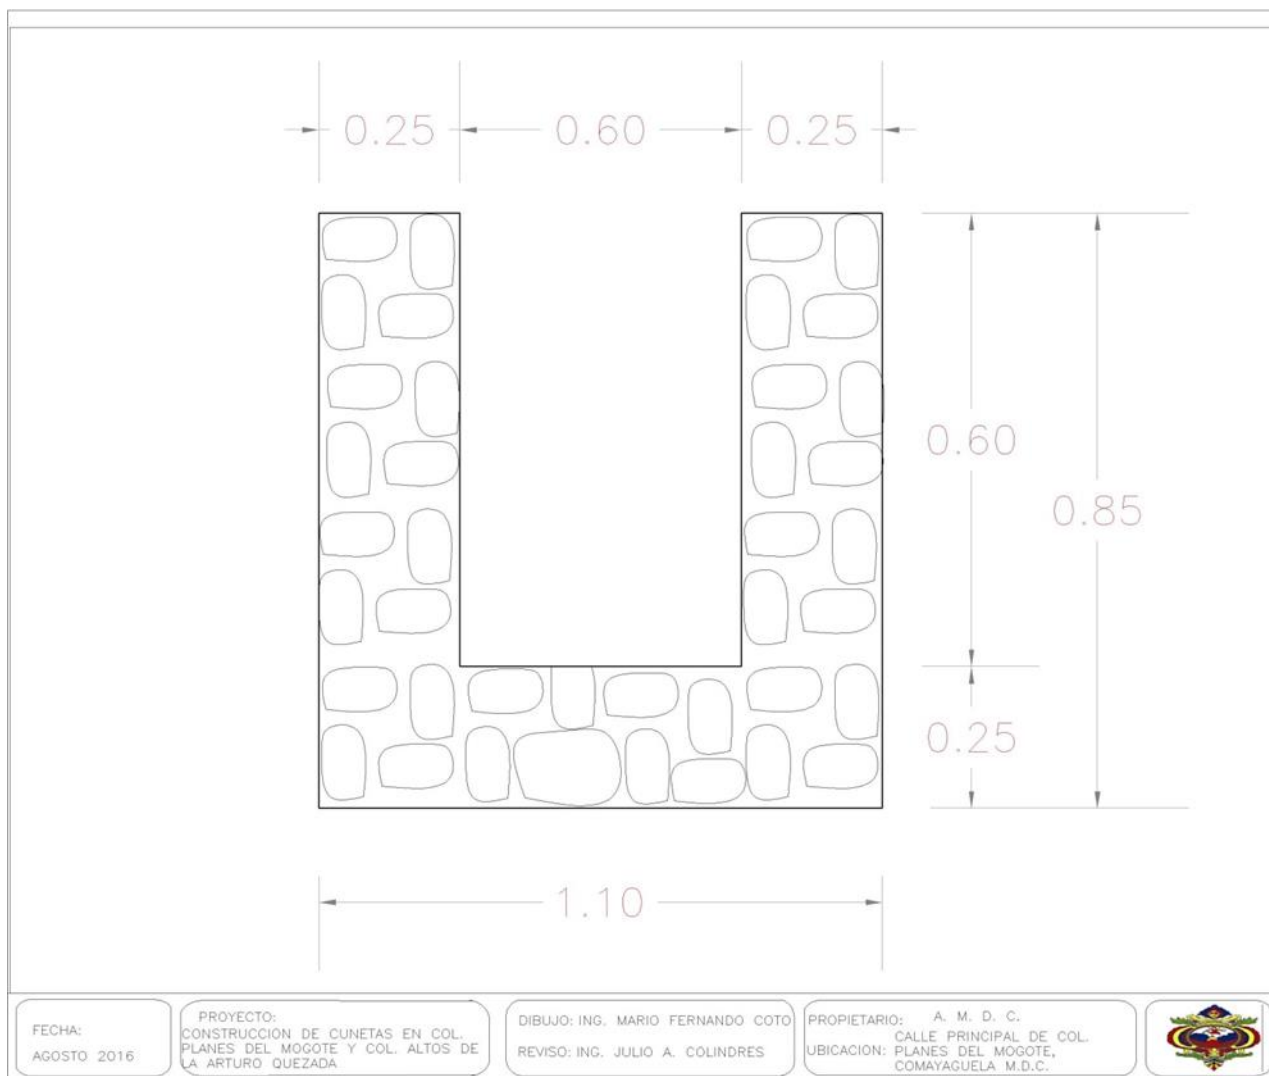 0.25 0.60 0.25
0.60
0.85
0.25
1.10
FECHA:
AGOSTO 2016
PROYECTO:
CONSTRUCCION DE CUNETAS EN COL.
PLANES DEL MOGOTE Y COL. ALTOS DE
LA ARTURO QUEZADA
DIBUJO: ING. MARIO FERNANDO COTO
REVISO: ING. JULIO A. COLINDRES
PROPIETARIO: A. M. D. C.
CALLE PRINCIPAL DE COL.
UBICACION: PLANES DEL MOGOTE,
COMAYAGUELA M.D.C.